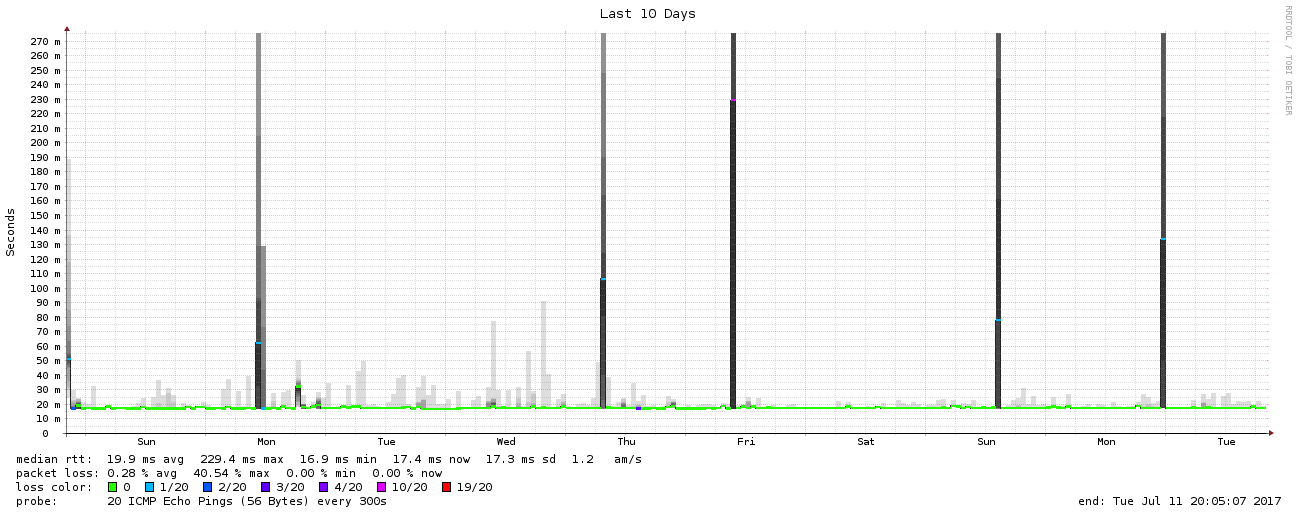 Last 10 Days
RRDTOOL / TOBI OETIKER
Seconds
270 m
260 m
250 m
240 m
230 m
220 m
210 m
200 m
190 m
180 m
170 m
160 m
150 m
140 m
130 m
120 m
110 m
100 m
90 m
80 m
70 m
60 m
50 m
40 m
30 m
20 m
10 m
0
Sun Mon Tue Wed Thu Fri Sat Sun Mon Tue
median rtt: 19.9 ms avg 229.4 ms max 16.9 ms min 17.4 ms now 17.3 ms sd 1.2 am/s
packet loss: 0.28 % avg 40.54 % max 0.00 % min 0.00 % now
loss color: 0 1/20 2/20 3/20 4/20 10/20 19/20
probe: 20 ICMP Echo Pings (56 Bytes) every 300s end: Tue Jul 11 20:05:07 2017